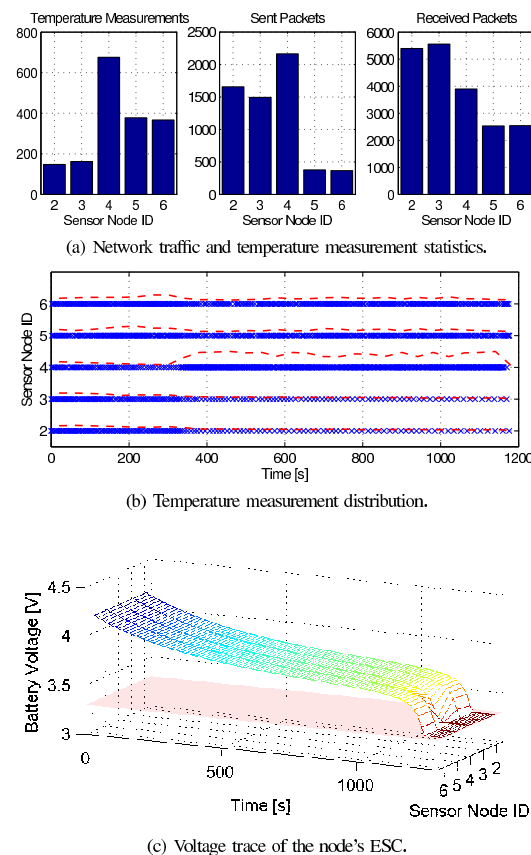 Temperature Measurements
800
600
400
200
0
2 3 4 5 6
Sensor Node ID
Sent Packets
2500
2000
1500
1000
500
0
2 3 4 5 6
Sensor Node ID
Received Packets
6000
5000
4000
3000
2000
1000
0
2 3 4 5 6
Sensor Node ID
(a) Network traffic and temperature measurement statistics.
Sensor Node ID
6
5
4
3
2
0 200 400 600 800 1000 1200
Time [s]
(b) Temperature measurement distribution.
Battery Voltage [V]
4.5
4
3.5
3
0 500 1000
Time [s]
6 5 4 3 2
Sensor Node ID
(c) Voltage trace of the node's ESC.